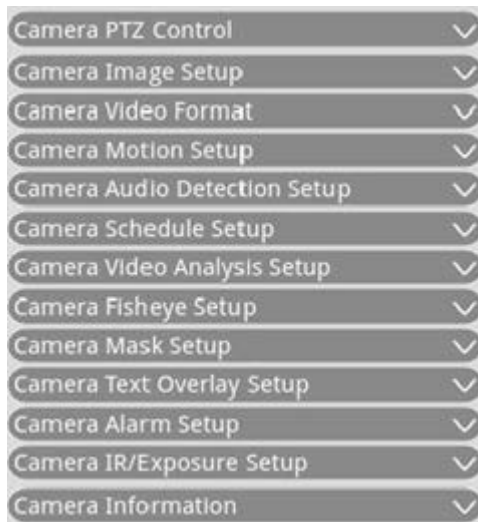 Camera PTZ Control
Camera Image Setup
Camera Video Format
Camera Motion Setup
Camera Audio Detection Setup
Camera Schedule Setup
Camera Video Analysis Setup
Camera Fisheye Setup
Camera Mask Setup
Camera Text Overlay Setup
Camera Alarm Setup
Camera IR/Exposure Setup
Camera Information